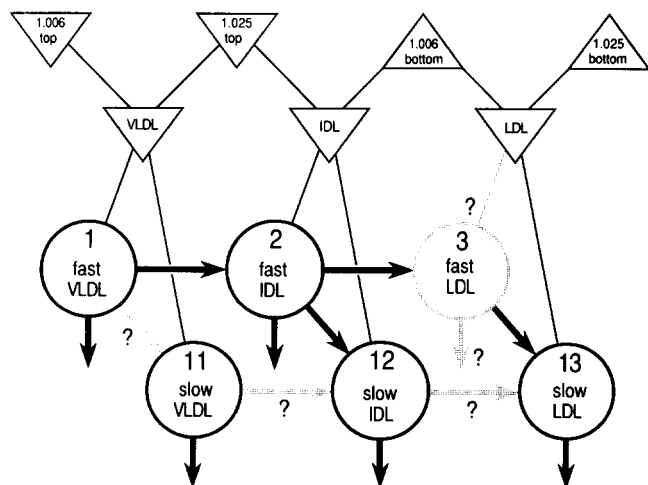 1.006
top
1.025
top
1.006
bottom
1.025
bottom
VLDL
IDL
LDL
?
1
fast
VLDL
2
fast
IDL
3
fast
LDL
?
?
11
slow
VLDL
?
12
slow
IDL
?
13
slow
LDL